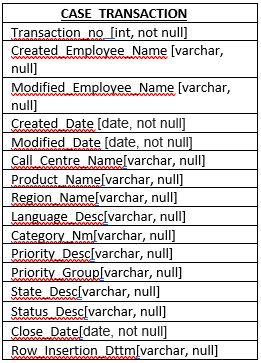 CASE TRANSACTION
Transaction_no [int, not null]
Created_Employee_Name [varchar,
null]
Modified_Employee_Name [varchar,
null]
Created_Date [date, not null]
Modified_Date [date, not null]
Call_Centre_Name[varchar, null]
Product_Name[varchar, null]
Region_Name[varchar, null]
Language_Desc[varchar, null]
Category_Nm[varchar, null]
Priority_Desc[varchar, null]
Priority_Group[varchar, null]
State_Desc[varchar, null]
Status_Desc[varchar, null]
Close_Date[date, not null]
Row_Insertion_Dttm[varchar, null]